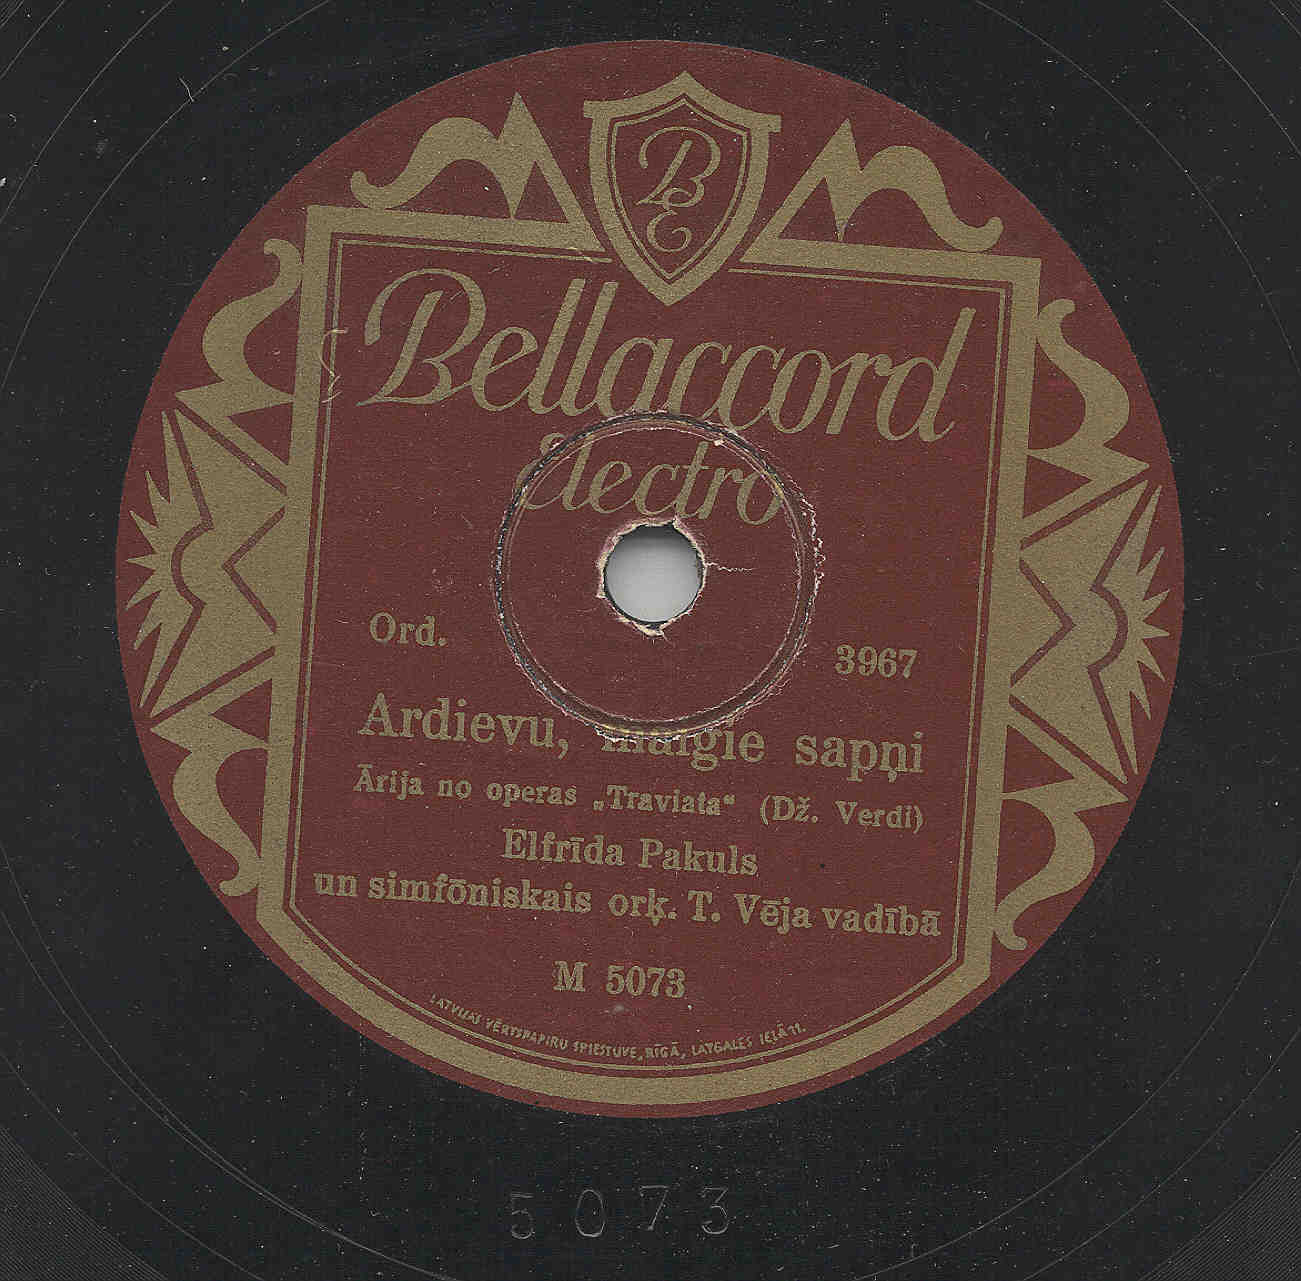 BE
Bellaccord
Electro
Ord. 3967
Ardievu, maigie sapņi
Ārija no operas „Traviata“ (Dž. Verdi)
Elfrīda Pakuls
un simfōniskais orķ. T. Vēja vadībā
M 5073
LATVIJAS VĒRTSPAPIRU SPIESTUVE, RĪGĀ, LATGALES IELĀ 11.
5073